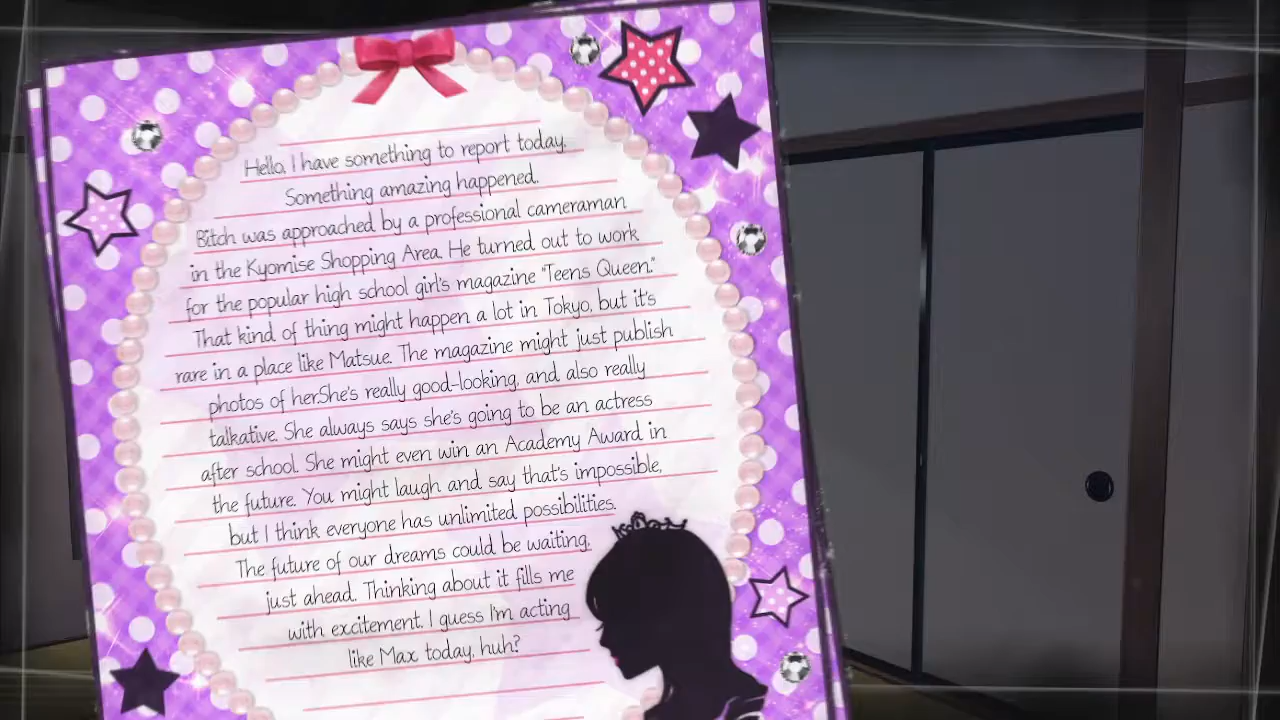 Hello, I have something to report today.
Something amazing happened.
Bitch was approached by a professional cameraman
in the Kyomise Shopping Area. He turned out to work
for the popular high school girl's magazine "Teens Queen."
That kind of thing might happen a lot in Tokyo, but it's
rare in a place like Matsue. The magazine might just publish
photos of her.She's really good-looking, and also really
talkative. She always says she's going to be an actress
after school. She might even win an Academy Award in
the future. You might laugh and say that's impossible,
but I think everyone has unlimited possibilities.
The future of our dreams could be waiting,
just ahead. Thinking about it fills me
with excitement. I guess I'm acting
like Max today, huh?